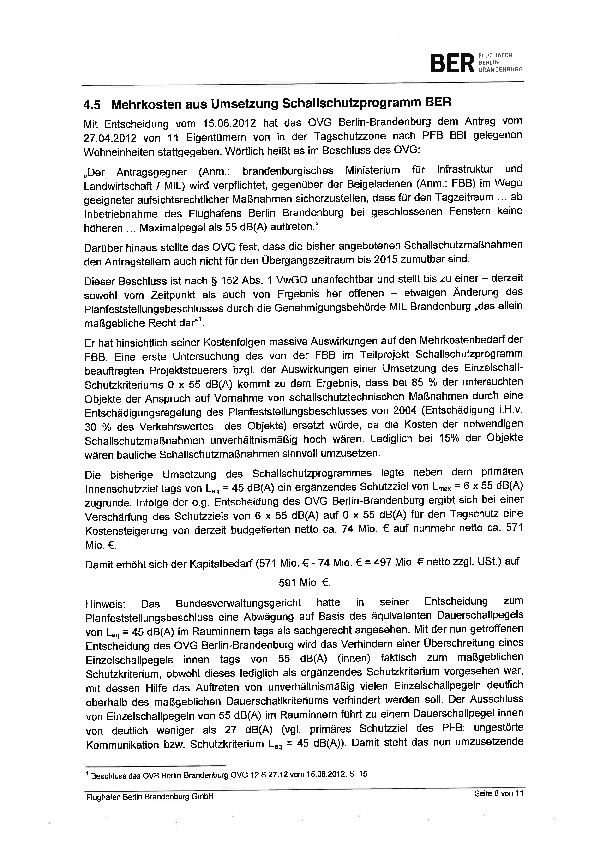 BER FLUGHAFEN
BERLIN
BRANDENBURG
4.5 Mehrkosten aus Umsetzung Schallschutzprogramm BER
Mit Entscheidung vom 15.06.2012 hat das OVG Berlin-Brandenburg dem Antrag vom
27.04.2012 von 11 Eigentümern von in der Tagschutzzone nach PFB BBI gelegenen
Wohneinheiten stattgegeben. Wörtlich heißt es im Beschluss des OVG:
„Der Antragsgegner (Anm.: brandenburgisches Ministerium für Infrastruktur und
Landwirtschaft / MIL) wird verpflichtet, gegenüber der Beigeladenen (Anm.: FBB) im Wege
geeigneter aufsichtsrechtlicher Maßnahmen sicherzustellen, dass für den Tagzeitraum ... ab
Inbetriebnahme des Flughafens Berlin Brandenburg bei geschlossenen Fenstern keine
höheren ... Maximalpegel als 55 dB(A) auftreten."
Darüber hinaus stellte das OVG fest, dass die bisher angebotenen Schallschutzmaßnahmen
den Antragstellern auch nicht für den Übergangszeitraum bis 2015 zumutbar sind.
Dieser Beschluss ist nach § 152 Abs. 1 VwGO unanfechtbar und stellt bis zu einer – derzeit
sowohl vom Zeitpunkt als auch von Ergebnis her offenen – etwaigen Änderung des
Planfeststellungsbeschlusses durch die Genehmigungsbehörde MIL Brandenburg „das allein
maßgebliche Recht dar"¹.
Er hat hinsichtlich seiner Kostenfolgen massive Auswirkungen auf den Mehrkostenbedarf der
FBB. Eine erste Untersuchung des von der FBB im Teilprojekt Schallschutzprogramm
beauftragten Projektsteuerers bzgl. der Auswirkungen einer Umsetzung des Einzelschall-
Schutzkriteriums 0 x 55 dB(A) kommt zu dem Ergebnis, dass bei 85 % der untersuchten
Objekte der Anspruch auf Vornahme von schallschutztechnischen Maßnahmen durch eine
Entschädigungsregelung des Planfeststellungsbeschlusses von 2004 (Entschädigung i.H.v.
30 % des Verkehrswertes des Objektes) ersetzt würde, da die Kosten der notwendigen
Schallschutzmaßnahmen unverhältnismäßig hoch wären. Lediglich bei 15% der Objekte
wären bauliche Schallschutzmaßnahmen sinnvoll umzusetzen.
Die bisherige Umsetzung des Schallschutzprogrammes legte neben dem primären
Innenschutzziel tags von Leq = 45 dB(A) ein ergänzendes Schutzziel von Lmax = 6 x 55 dB(A)
zugrunde. Infolge der o.g. Entscheidung des OVG Berlin-Brandenburg ergibt sich bei einer
Verschärfung des Schutzziels von 6 x 55 dB(A) auf 0 x 55 dB(A) für den Tagschutz eine
Kostensteigerung von derzeit budgetierten netto ca. 74 Mio. € auf nunmehr netto ca. 571
Mio. €.
Damit erhöht sich der Kapitalbedarf (571 Mio. € - 74 Mio. € = 497 Mio. € netto zzgl. USt.) auf
591 Mio. €.
Hinweis: Das Bundesverwaltungsgericht hatte in seiner Entscheidung zum
Planfeststellungsbeschluss eine Abwägung auf Basis des äquivalenten Dauerschallpegels
von Leq = 45 dB(A) im Rauminnern tags als sachgerecht angesehen. Mit der nun getroffenen
Entscheidung des OVG Berlin-Brandenburg wird das Verhindern einer Überschreitung eines
Einzelschallpegels innen tags von 55 dB(A) (innen) faktisch zum maßgeblichen
Schutzkriterium, obwohl dieses lediglich als ergänzendes Schutzkriterium vorgesehen war,
mit dessen Hilfe das Auftreten von unverhältnismäßig vielen Einzelschallpegeln deutlich
oberhalb des maßgeblichen Dauerschallkriteriums verhindert werden soll. Der Ausschluss
von Einzelschallpegeln von 55 dB(A) im Rauminnern führt zu einem Dauerschallpegel innen
von deutlich weniger als 27 dB(A) (vgl. primäres Schutzziel des PFB: ungestörte
Kommunikation bzw. Schutzkriterium Leq = 45 dB(A)). Damit steht das nun umzusetzende
¹ Beschluss des OVG Berlin Brandenburg OVG 12 S 27.12 vom 15.06.2012, S. 15
Flughafen Berlin Brandenburg GmbH
Seite 8 von 11